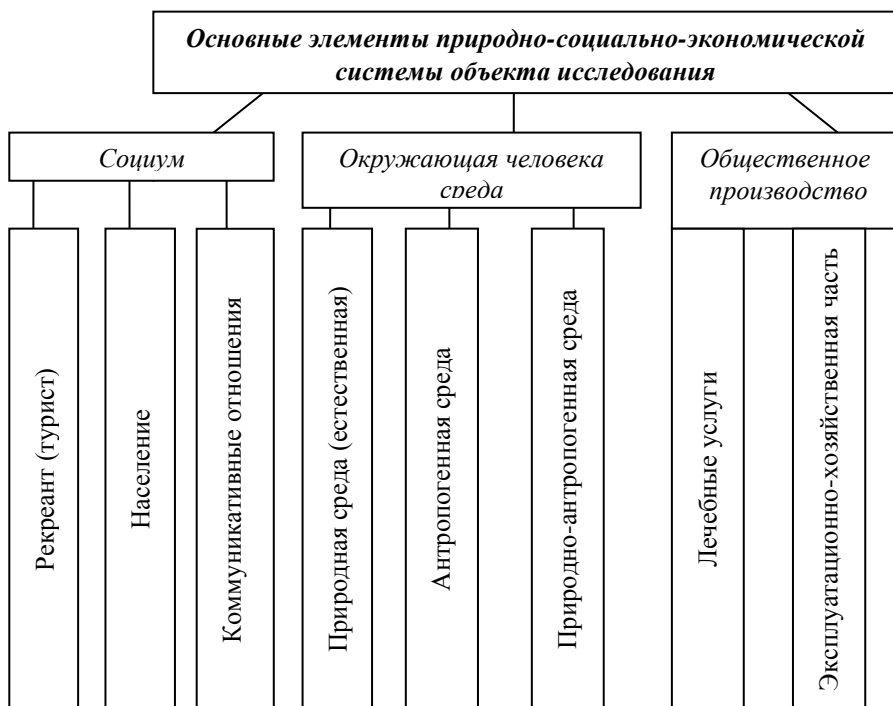 Основные элементы природно-социально-экономической
системы объекта исследования
Социум
Окружающая человека
среда
Общественное
производство
Рекреант (турист)
Население
Коммуникативные отношения
Природная среда (естественная)
Антропогенная среда
Природно-антропогенная среда
Лечебные услуги
Эксплуатационно-хозяйственная часть